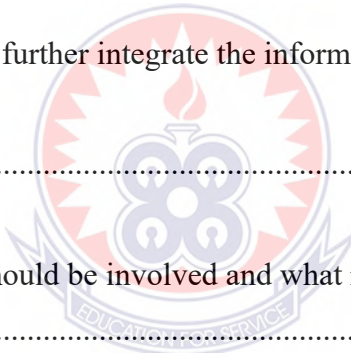 further integrate the inform
................................................
hould be involved and what
EDUCATION FOR SERVICE
................................................